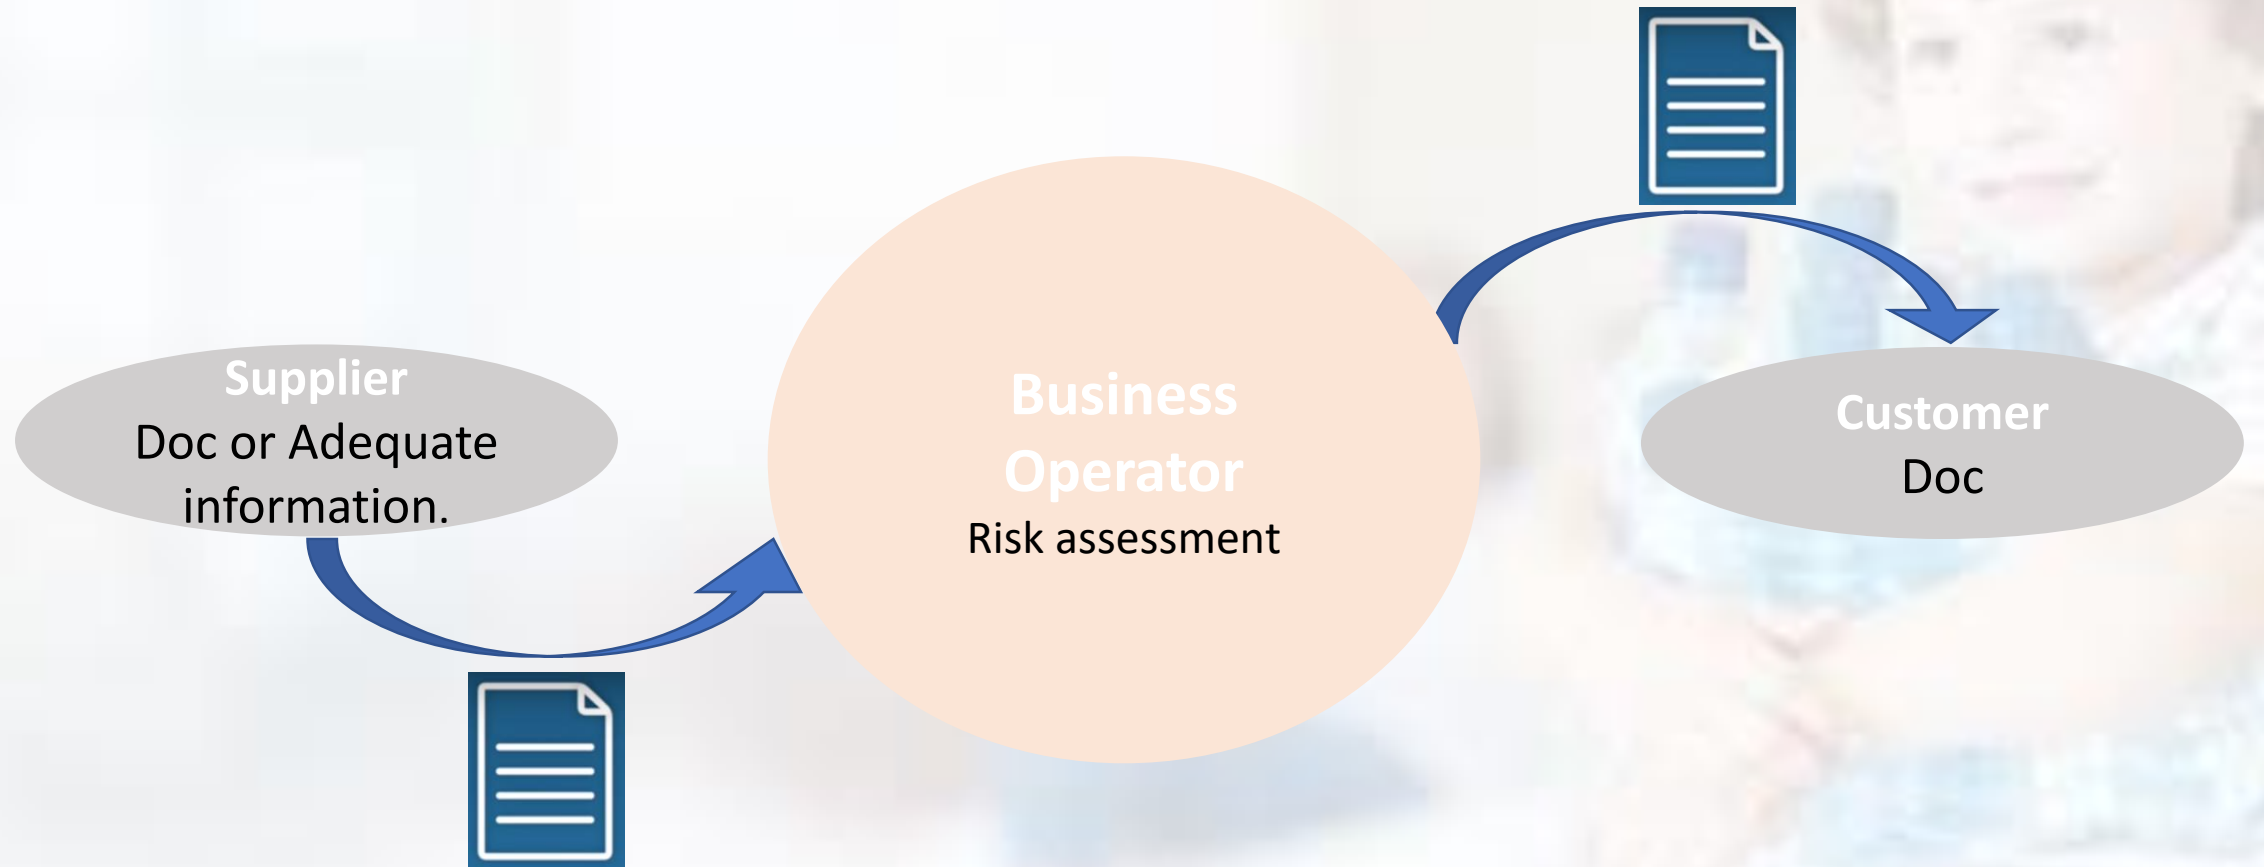 Supplier
Doc or Adequate
information.
Business
Operator
Risk assessment
Customer
Doc